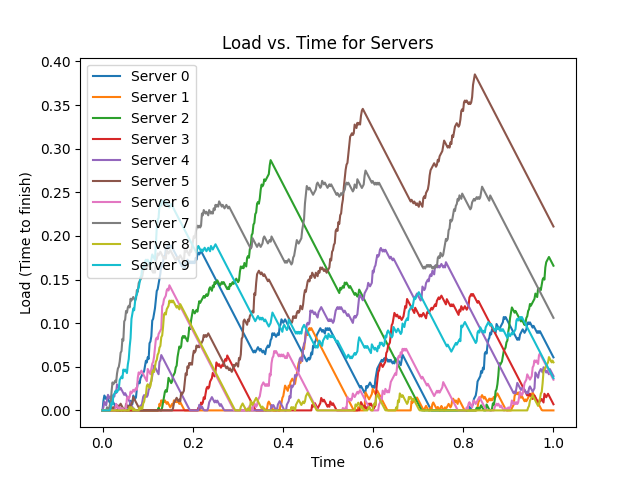 Load vs. Time for Servers
Load (Time to finish)
0.40
0.35
0.30
0.25
0.20
0.15
0.10
0.05
0.00
Server 0
Server 1
Server 2
Server 3
Server 4
Server 5
Server 6
Server 7
Server 8
Server 9
0.0 0.2 0.4 0.6 0.8 1.0
Time